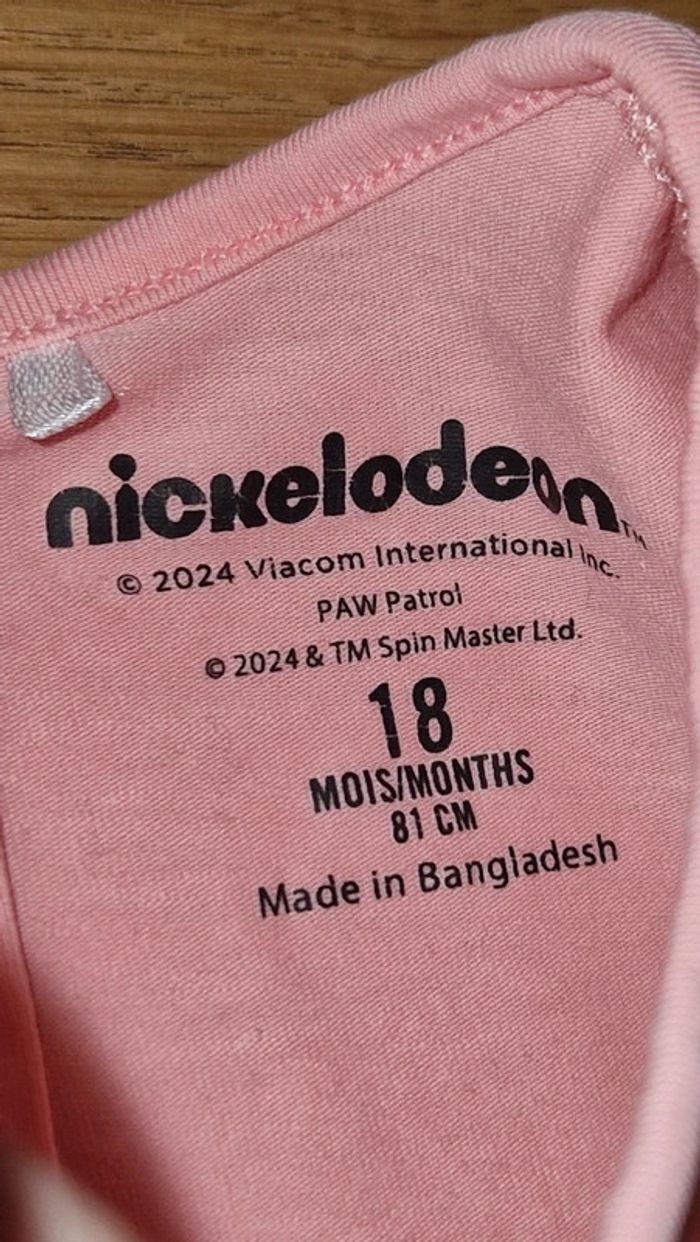 nickelodeon™
© 2024 Viacom International Inc.
PAW Patrol
© 2024 & TM Spin Master Ltd.
18
MOIS/MONTHS
81 CM
Made in Bangladesh